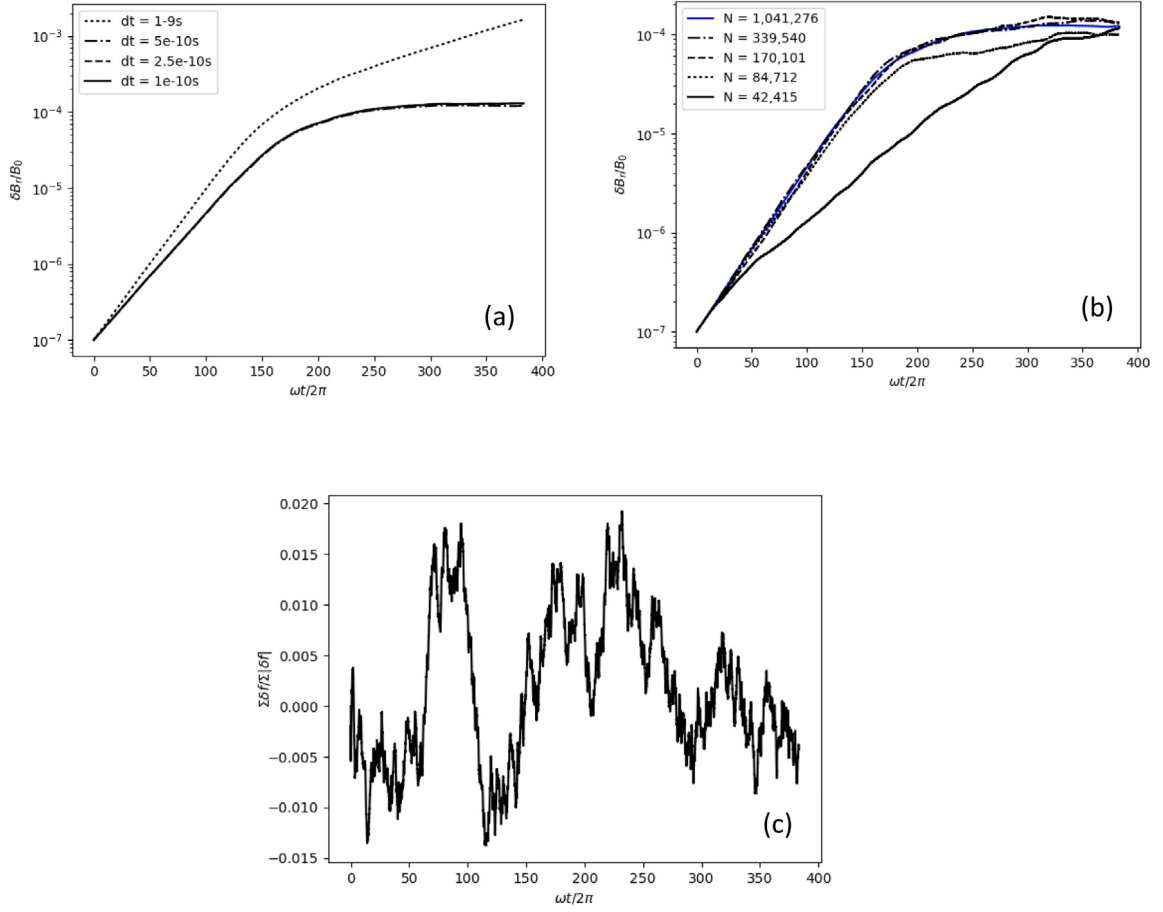 10⁻³
10⁻⁴
10⁻⁵
10⁻⁶
10⁻⁷
δBᵣ/B₀
dt = 1-9s
dt = 5e-10s
dt = 2.5e-10s
dt = 1e-10s
(a)
0 50 100 150 200 250 300 350 400
ωt/2π
10⁻⁴
10⁻⁵
10⁻⁶
10⁻⁷
δBᵣ/B₀
N = 1,041,276
N = 339,540
N = 170,101
N = 84,712
N = 42,415
(b)
0 50 100 150 200 250 300 350 400
ωt/2π
0.020
0.015
0.010
0.005
0.000
−0.005
−0.010
−0.015
Σδf/Σ|δf|
(c)
0 50 100 150 200 250 300 350 400
ωt/2π